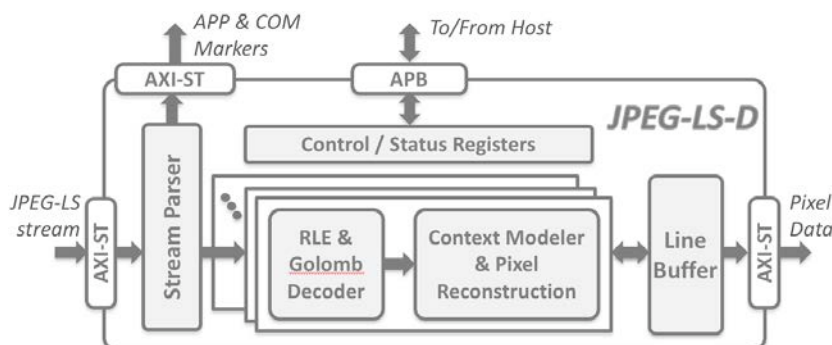 APP & COM
Markers
To/From Host
AXI-ST
APB
JPEG-LS-D
Control / Status Registers
JPEG-LS
stream
AXI-ST
Stream Parser
RLE &
Golomb
Decoder
Context Modeler
& Pixel
Reconstruction
Line
Buffer
AXI-ST
Pixel
Data